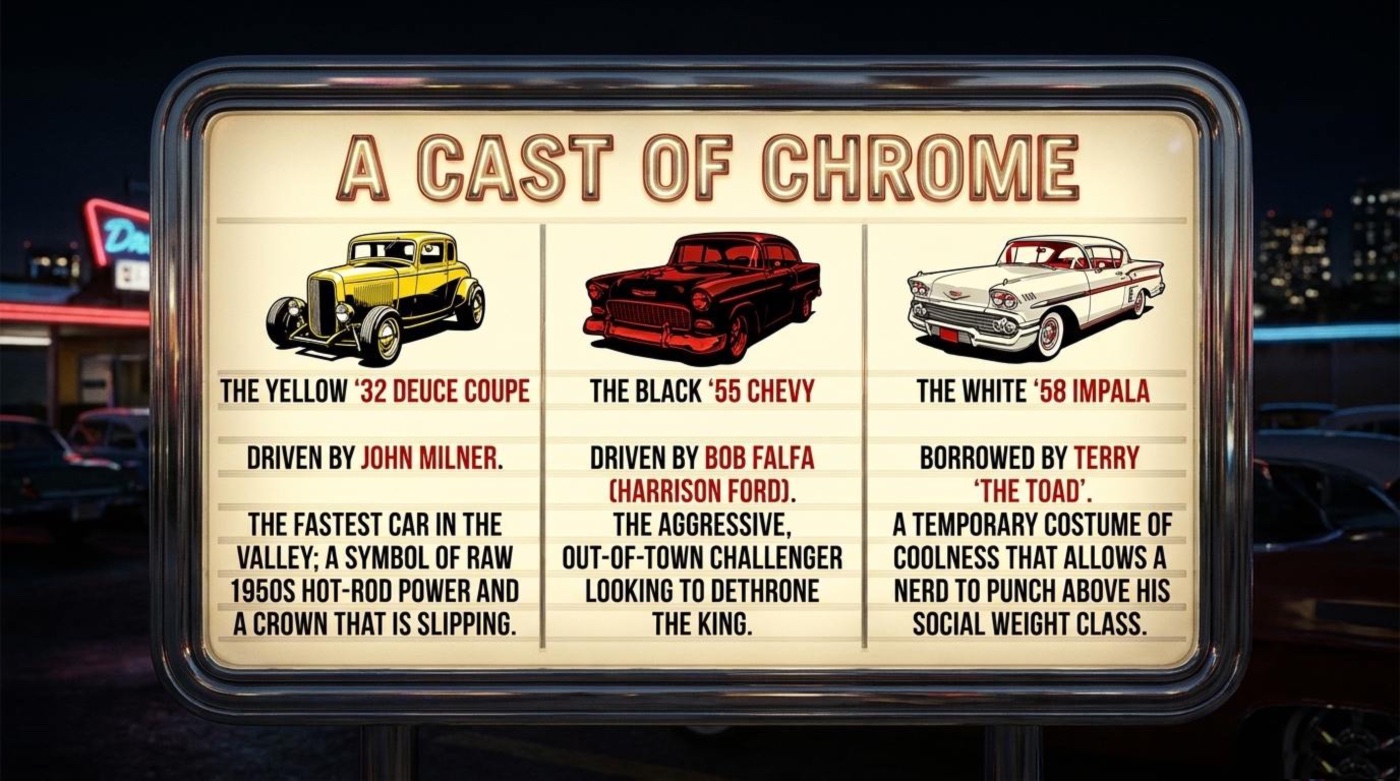 A CAST OF CHROME
THE YELLOW ‘32 DEUCE COUPE
DRIVEN BY JOHN MILNER.
THE FASTEST CAR IN THE
VALLEY; A SYMBOL OF RAW
1950S HOT-ROD POWER AND
A CROWN THAT IS SLIPPING.
THE BLACK ‘55 CHEVY
DRIVEN BY BOB FALFA
(HARRISON FORD).
THE AGGRESSIVE,
OUT-OF-TOWN CHALLENGER
LOOKING TO DETHRONE
THE KING.
THE WHITE ‘58 IMPALA
BORROWED BY TERRY
‘THE TOAD’.
A TEMPORARY COSTUME OF
COOLNESS THAT ALLOWS A
NERD TO PUNCH ABOVE HIS
SOCIAL WEIGHT CLASS.